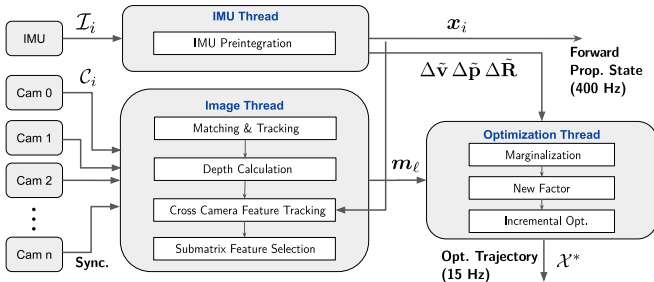 IMU
ℐᵢ
IMU Thread
IMU Preintegration
𝒙ᵢ
Forward
Prop. State
(400 Hz)
Δṽ Δp̃ ΔR̃
Cam 0
𝒞ᵢ
Cam 1
Cam 2
Cam n
Sync.
Image Thread
Matching & Tracking
Depth Calculation
Cross Camera Feature Tracking
Submatrix Feature Selection
𝒎ℓ
Optimization Thread
Marginalization
New Factor
Incremental Opt.
Opt. Trajectory
(15 Hz)
𝒳*